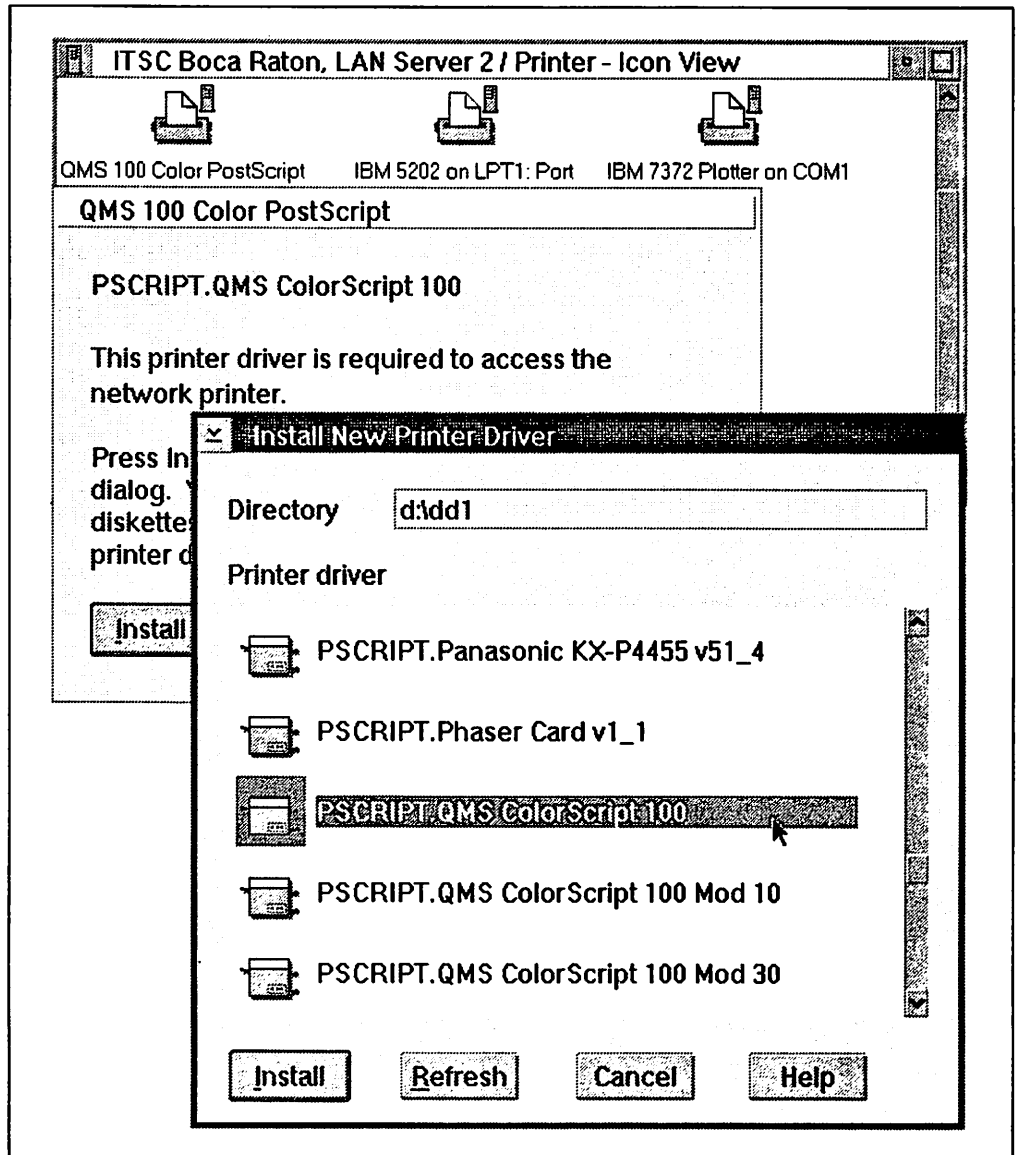 ITSC Boca Raton, LAN Server 2 / Printer - Icon View
QMS 100 Color PostScript
IBM 5202 on LPT1: Port
IBM 7372 Plotter on COM1
QMS 100 Color PostScript
PSCRIPT.QMS ColorScript 100
This printer driver is required to access the
network printer.
Press In
dialog.
diskette
printer d
Install
Install New Printer Driver
Directory
d:\dd1
Printer driver
PSCRIPT.Panasonic KX-P4455 v51_4
PSCRIPT.Phaser Card v1_1
PSCRIPT.QMS ColorScript 100
PSCRIPT.QMS ColorScript 100 Mod 10
PSCRIPT.QMS ColorScript 100 Mod 30
Install
Refresh
Cancel
Help